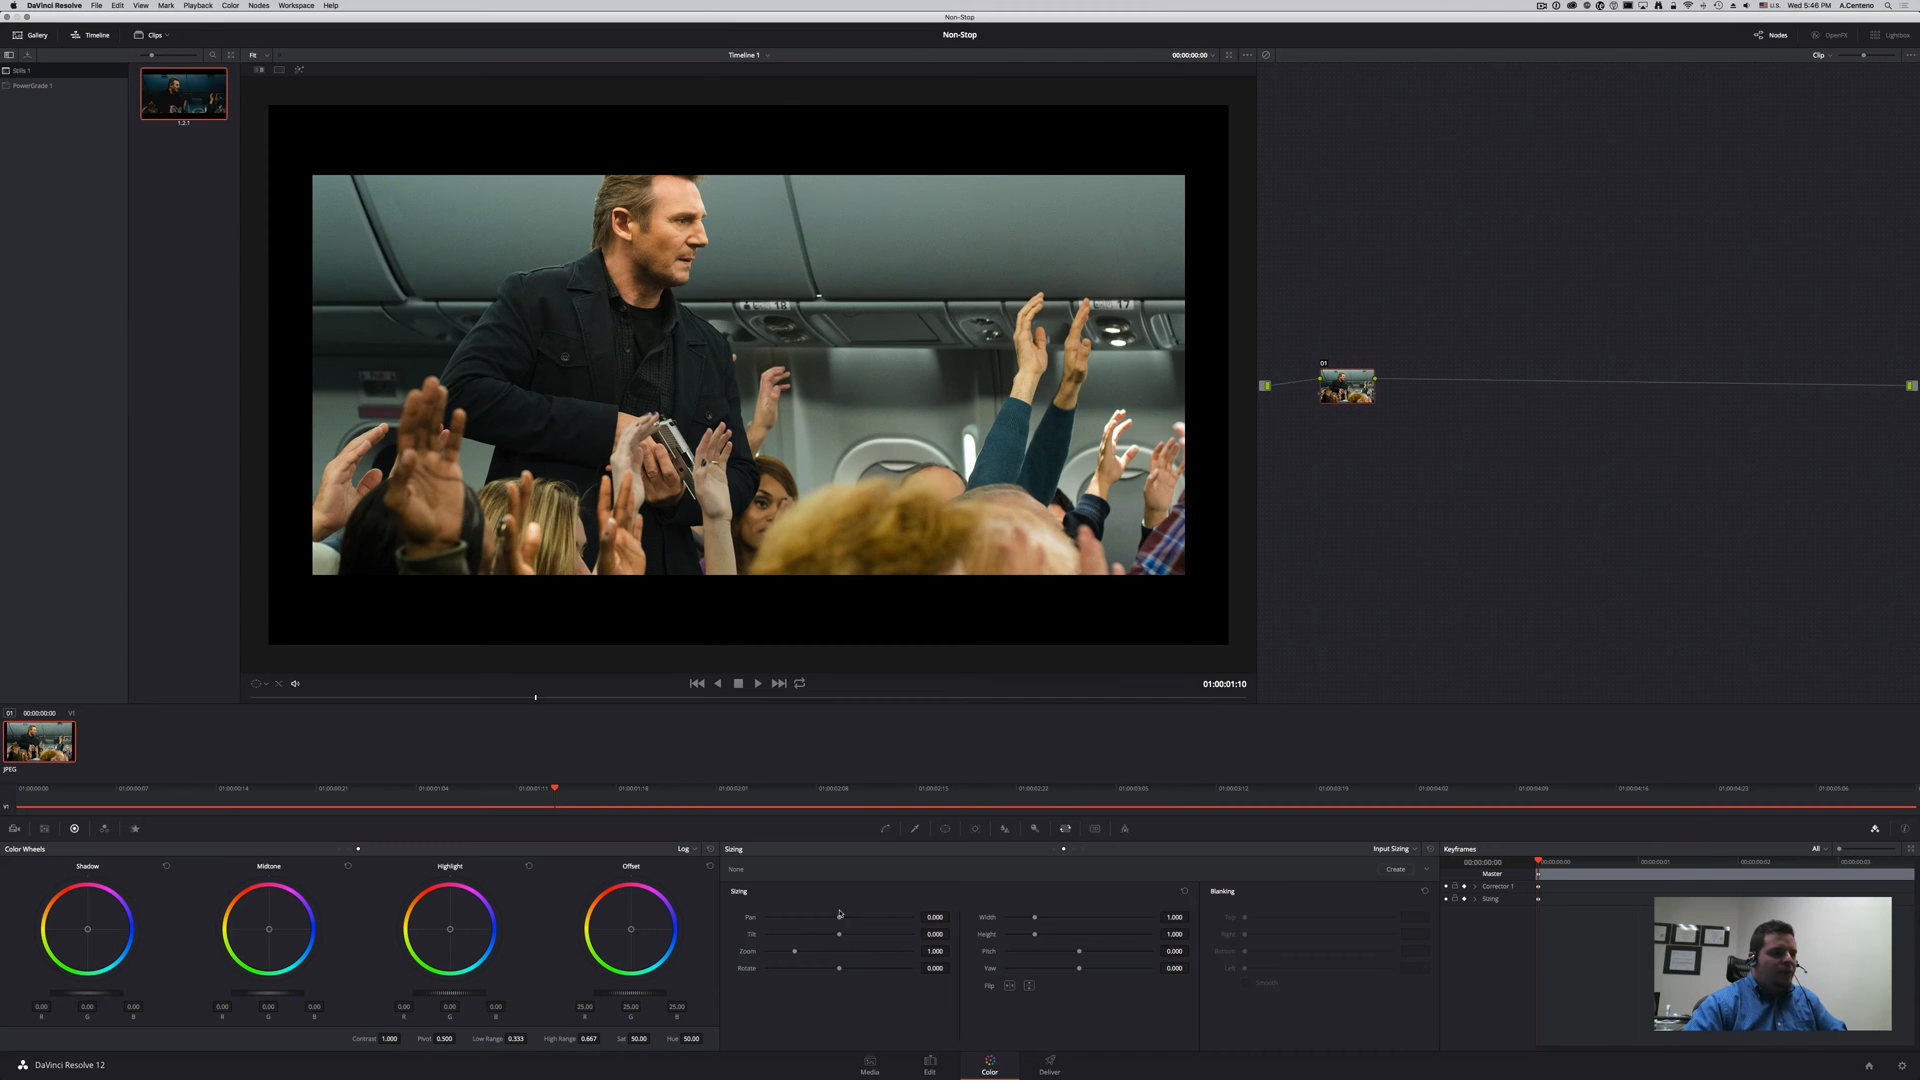 DaVinci Resolve File Edit View Mark Playback Color Nodes Workspace Help
U.S. Wed 5:46 PM A.Centeno
Non-Stop
Gallery Timeline Clips Non-Stop Nodes OpenFX Lightbox
Fit Timeline 1 00:00:00:00 Clip
Stills 1
PowerGrade 1
1.2.1
18
17
01
01:00:01:10
01 00:00:00:00 V1
JPEG
01:00:00:00 01:00:00:07 01:00:00:14 01:00:00:21 01:00:01:04 01:00:01:11 01:00:01:18 01:00:02:01 01:00:02:08 01:00:02:15 01:00:02:22 01:00:03:05 01:00:03:12 01:00:03:19 01:00:04:02 01:00:04:09 01:00:04:16 01:00:04:23 01:00:05:06
V1
Color Wheels Log
Shadow Midtone Highlight Offset
0.00 0.00 0.00 0.00 0.00 0.00 0.00 0.00 0.00 25.00 25.00 25.00
R G B R G B R G B R G B
Contrast 1.000 Pivot 0.500 Low Range 0.333 High Range 0.667 Sat 50.00 Hue 50.00
Sizing Input Sizing
None Create
Sizing
Pan 0.000 Width 1.000
Tilt 0.000 Height 1.000
Zoom 1.000 Pitch 0.000
Rotate 0.000 Yaw 0.000
Flip
Blanking
Top
Right
Bottom
Left
Smooth
Keyframes All
00:00:00:00 00:00:00:00 00:00:00:01 00:00:00:02 00:00:00:03
Master
Corrector 1
Sizing
DaVinci Resolve 12 Media Edit Color Deliver